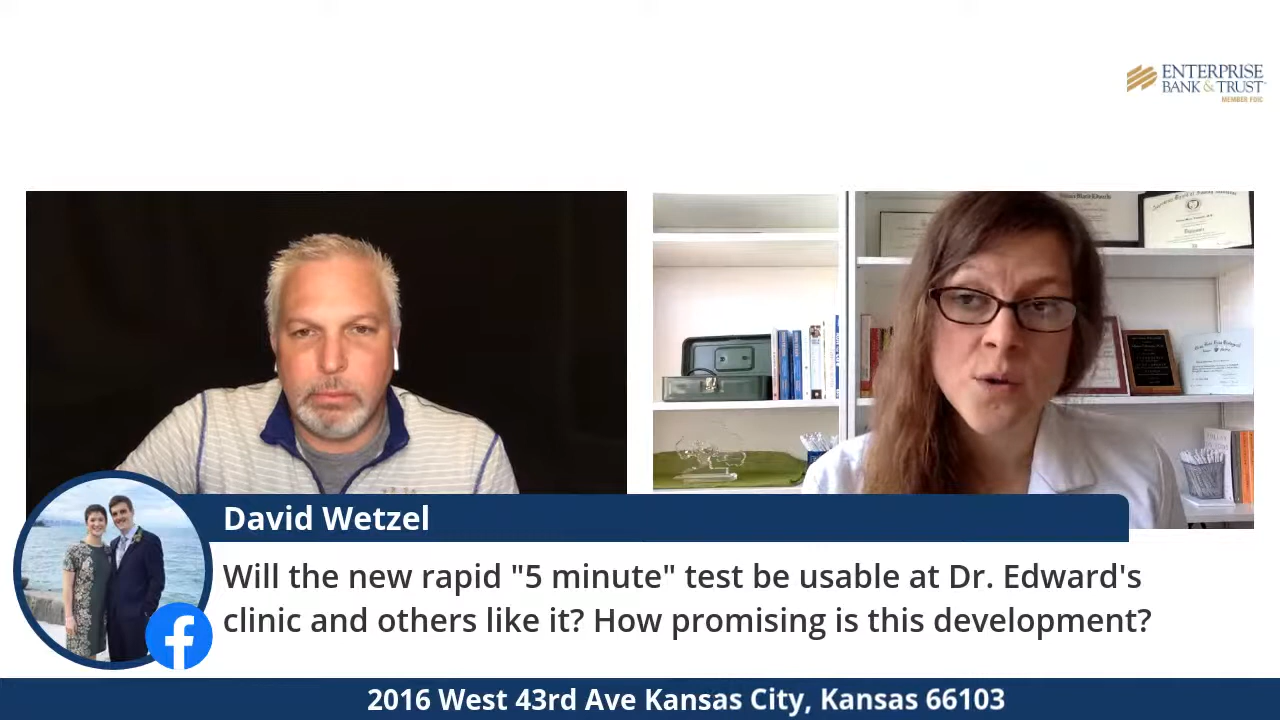 ENTERPRISE
BANK & TRUST
MEMBER FDIC
David Wetzel
Will the new rapid "5 minute" test be usable at Dr. Edward's
clinic and others like it? How promising is this development?
2016 West 43rd Ave Kansas City, Kansas 66103